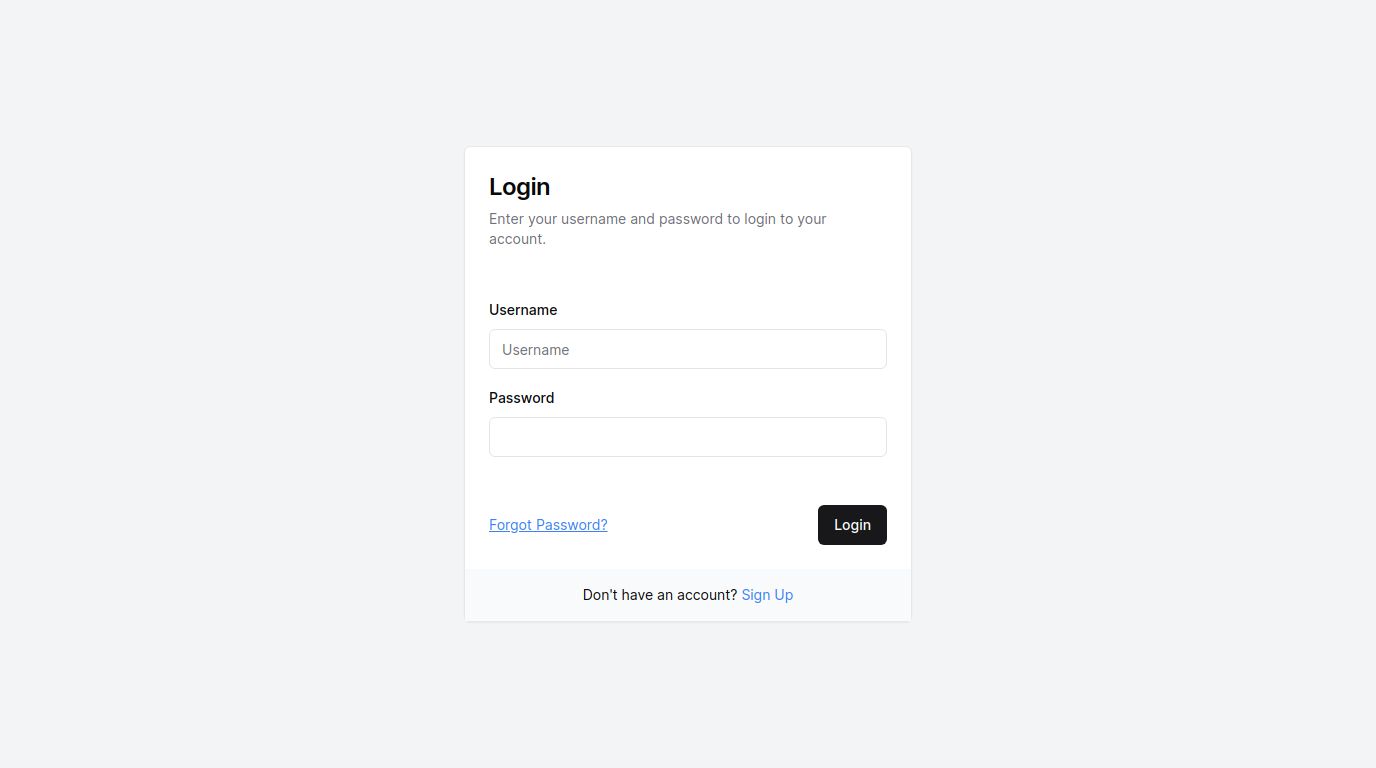 Login
Enter your username and password to login to your
account.
Username
Username
Password
Forgot Password?
Login
Don't have an account? Sign Up